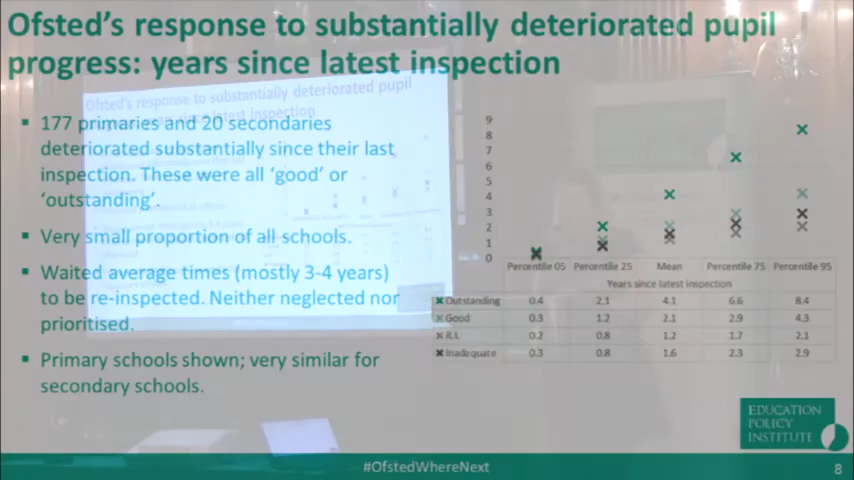 Ofsted's response to substantially deteriorated pupil
progress: years since latest inspection
▪ 177 primaries and 20 secondaries
deteriorated substantially since their last
inspection. These were all 'good' or
'outstanding'.
▪ Very small proportion of all schools.
▪ Waited average times (mostly 3-4 years)
to be re-inspected. Neither neglected nor
prioritised.
▪ Primary schools shown; very similar for
secondary schools.
9
8
7
6
5
4
3
2
1
0
Percentile 05 Percentile 25 Mean Percentile 75 Percentile 95
Years since latest inspection
Outstanding 0.4 2.1 4.1 6.6 8.4
Good 0.3 1.2 2.1 2.9 4.3
R.I. 0.2 0.8 1.2 1.7 2.1
Inadequate 0.3 0.8 1.6 2.3 2.9
EDUCATION
POLICY
INSTITUTE
#OfstedWhereNext
8
Ofsted's response to substantially deteriorated pupil